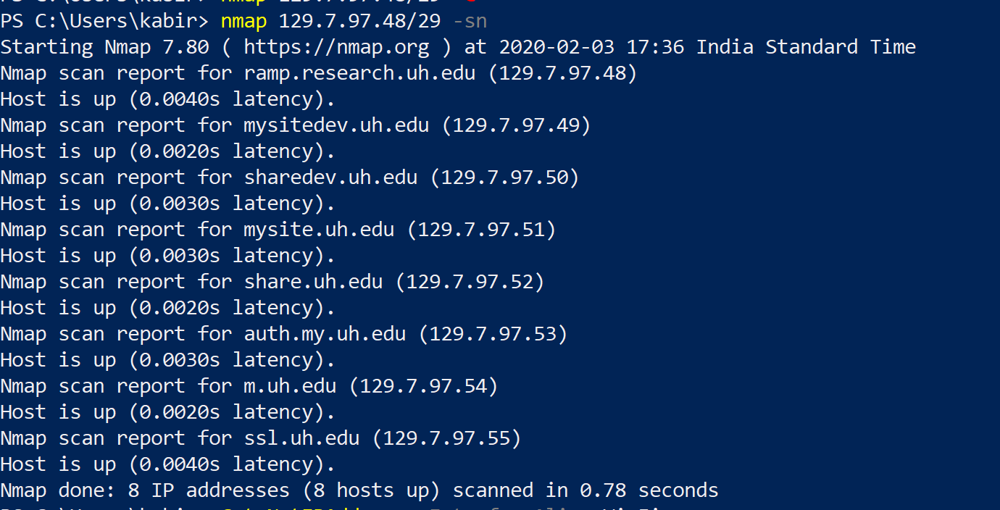 PS C:\Users\kabir> nmap 129.7.97.48/29
PS C:\Users\kabir> nmap 129.7.97.48/29 -sn
Starting Nmap 7.80 ( https://nmap.org ) at 2020-02-03 17:36 India Standard Time
Nmap scan report for ramp.research.uh.edu (129.7.97.48)
Host is up (0.0040s latency).
Nmap scan report for mysitedev.uh.edu (129.7.97.49)
Host is up (0.0020s latency).
Nmap scan report for sharedev.uh.edu (129.7.97.50)
Host is up (0.0030s latency).
Nmap scan report for mysite.uh.edu (129.7.97.51)
Host is up (0.0030s latency).
Nmap scan report for share.uh.edu (129.7.97.52)
Host is up (0.0020s latency).
Nmap scan report for auth.my.uh.edu (129.7.97.53)
Host is up (0.0030s latency).
Nmap scan report for m.uh.edu (129.7.97.54)
Host is up (0.0020s latency).
Nmap scan report for ssl.uh.edu (129.7.97.55)
Host is up (0.0040s latency).
Nmap done: 8 IP addresses (8 hosts up) scanned in 0.78 seconds